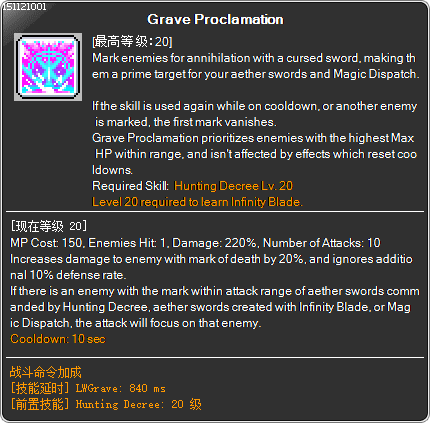 151121001
Grave Proclamation
[最高等级:20]
Mark enemies for annihilation with a cursed sword, making th
em a prime target for your aether swords and Magic Dispatch.
If the skill is used again while on cooldown, or another enemy
is marked, the first mark vanishes.
Grave Proclamation prioritizes enemies with the highest Max
HP within range, and isn't affected by effects which reset coo
ldowns.
Required Skill: Hunting Decree Lv. 20
Level 20 required to learn Infinity Blade.
[现在等级 20]
MP Cost: 150, Enemies Hit: 1, Damage: 220%, Number of Attacks: 10
Increases damage to enemy with mark of death by 20%, and ignores additio
nal 10% defense rate.
If there is an enemy with the mark within attack range of aether swords comm
anded by Hunting Decree, aether swords created with Infinity Blade, or Mag
ic Dispatch, the attack will focus on that enemy.
Cooldown: 10 sec
战斗命令加成
[技能延时] LWGrave: 840 ms
[前置技能] Hunting Decree: 20 级